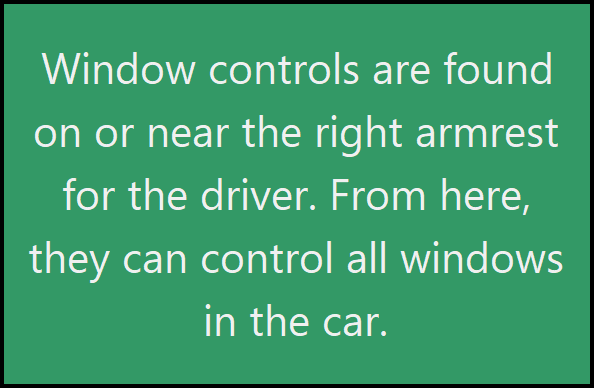 Window controls are found
on or near the right armrest
for the driver. From here,
they can control all windows
in the car.